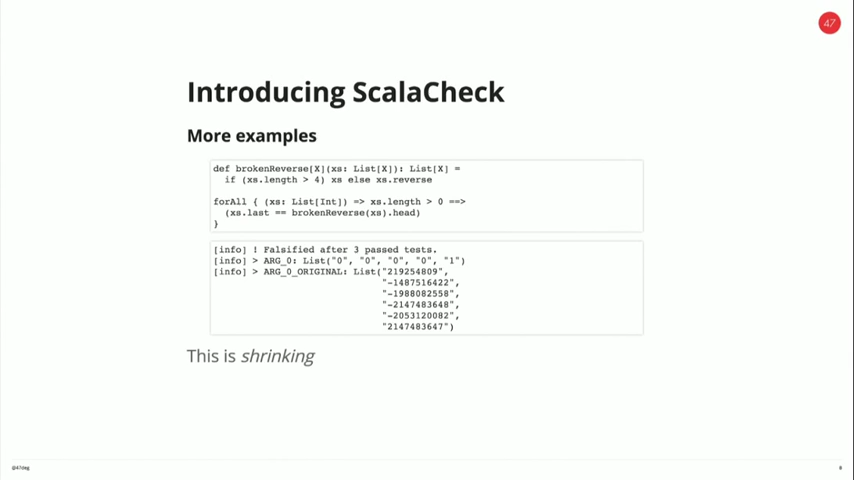 47
Introducing ScalaCheck
More examples
def brokenReverse[X](xs: List[X]): List[X] =
  if (xs.length > 4) xs else xs.reverse
forAll { (xs: List[Int]) => xs.length > 0 ==>
  (xs.last == brokenReverse(xs).head)
}
[info] ! Falsified after 3 passed tests.
[info] > ARG_0: List("0", "0", "0", "0", "1")
[info] > ARG_0_ORIGINAL: List("219254809",
"-1487516422",
"-1988082558",
"-2147483648",
"-2053120082",
"2147483647")
This is shrinking
@47deg
8